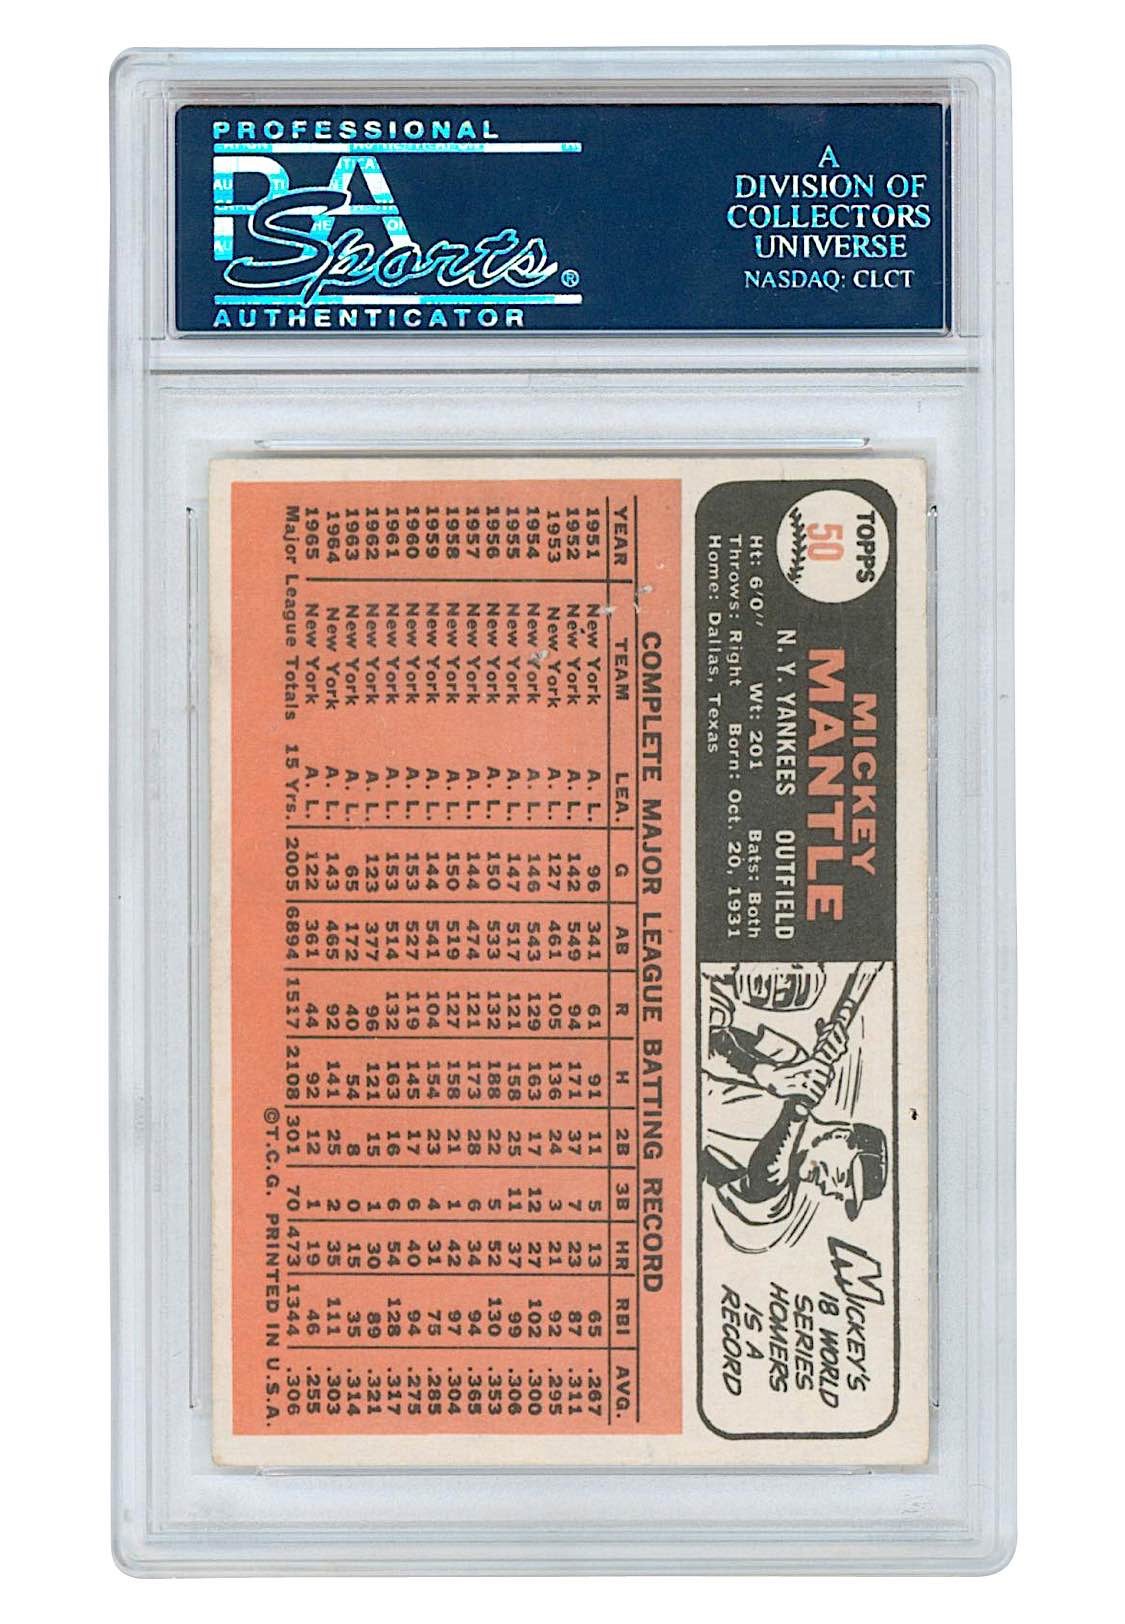 PROFESSIONAL
PSA
Sports®
AUTHENTICATOR
A
DIVISION OF
COLLECTORS
UNIVERSE
NASDAQ: CLCT
TOPPS
50
MICKEY
MANTLE
N. Y. YANKEES OUTFIELD
Ht: 6'0" Wt: 201 Bats: Both
Throws: Right Born: Oct. 20, 1931
Home: Dallas, Texas
MICKEY'S
18 WORLD
SERIES
HOMERS
IS A
RECORD
COMPLETE MAJOR LEAGUE BATTING RECORD
YEAR TEAM LEA. G AB R H 2B 3B HR RBI AVG.
1951 New York A. L. 96 341 61 91 11 5 13 65 .267
1952 New York A. L. 142 549 94 171 37 7 23 87 .311
1953 New York A. L. 127 461 105 136 24 3 21 92 .295
1954 New York A. L. 146 543 129 163 17 12 27 102 .300
1955 New York A. L. 147 517 121 158 25 11 37 99 .306
1956 New York A. L. 150 533 132 188 22 5 52 130 .353
1957 New York A. L. 144 474 121 173 28 6 34 94 .365
1958 New York A. L. 150 519 127 158 21 1 42 97 .304
1959 New York A. L. 144 541 104 154 23 4 31 75 .285
1960 New York A. L. 153 527 119 145 17 6 40 94 .275
1961 New York A. L. 153 514 132 163 16 6 54 128 .317
1962 New York A. L. 123 377 96 121 15 1 30 89 .321
1963 New York A. L. 65 172 40 54 8 0 15 35 .314
1964 New York A. L. 143 465 92 141 25 2 35 111 .303
1965 New York A. L. 122 361 44 92 12 1 19 46 .255
Major League Totals 15 Yrs. 2005 6894 1517 2108 301 70 473 1344 .306
©T.C.G. PRINTED IN U.S.A.